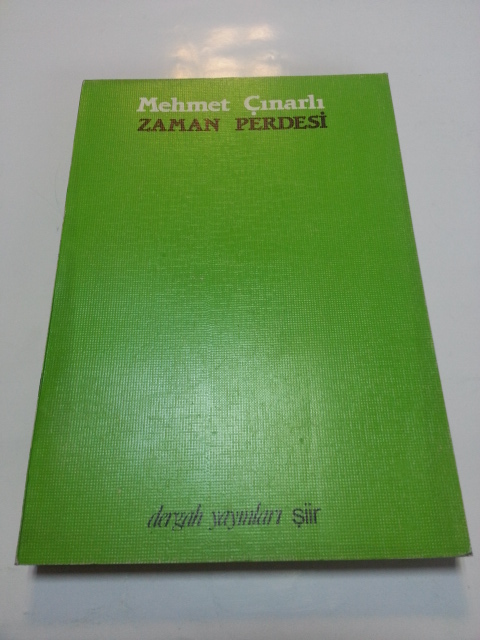 Mehmet Çınarlı
ZAMAN PERDESİ
dergah yayınları şiir